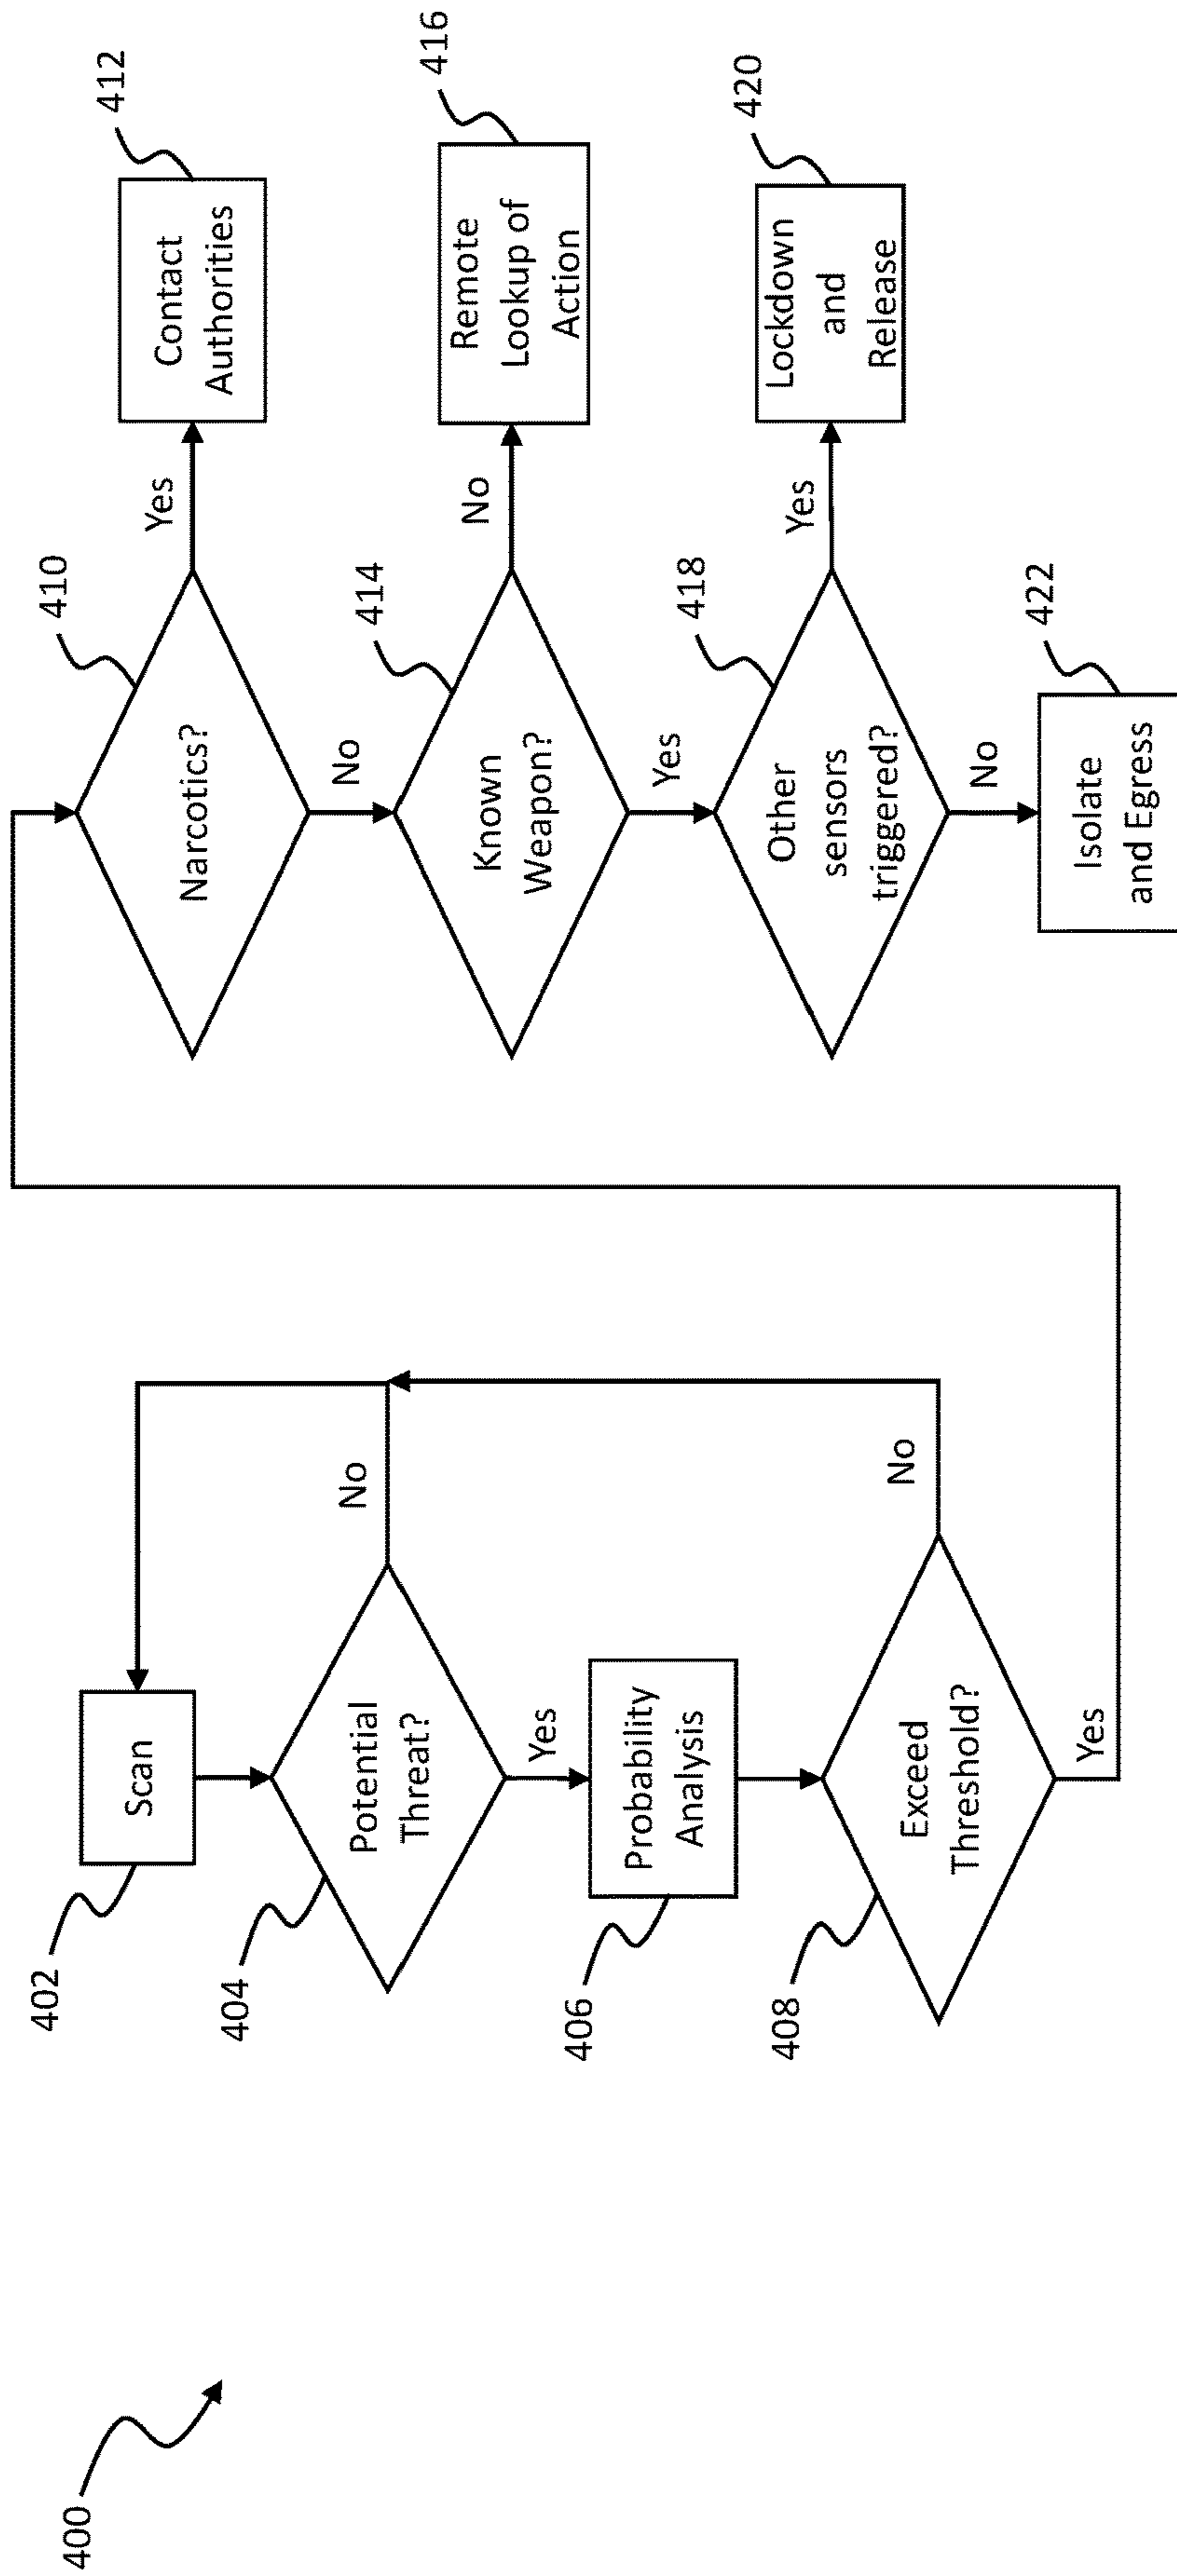 400
402
Scan
404
Potential
Threat?
No
Yes
406
Probability
Analysis
408
Exceed
Threshold?
No
Yes
410
Narcotics?
Yes
412
Contact
Authorities
No
414
Known
Weapon?
No
416
Remote
Lookup of
Action
Yes
418
Other
sensors
triggered?
Yes
420
Lockdown
and
Release
No
422
Isolate
and Egress